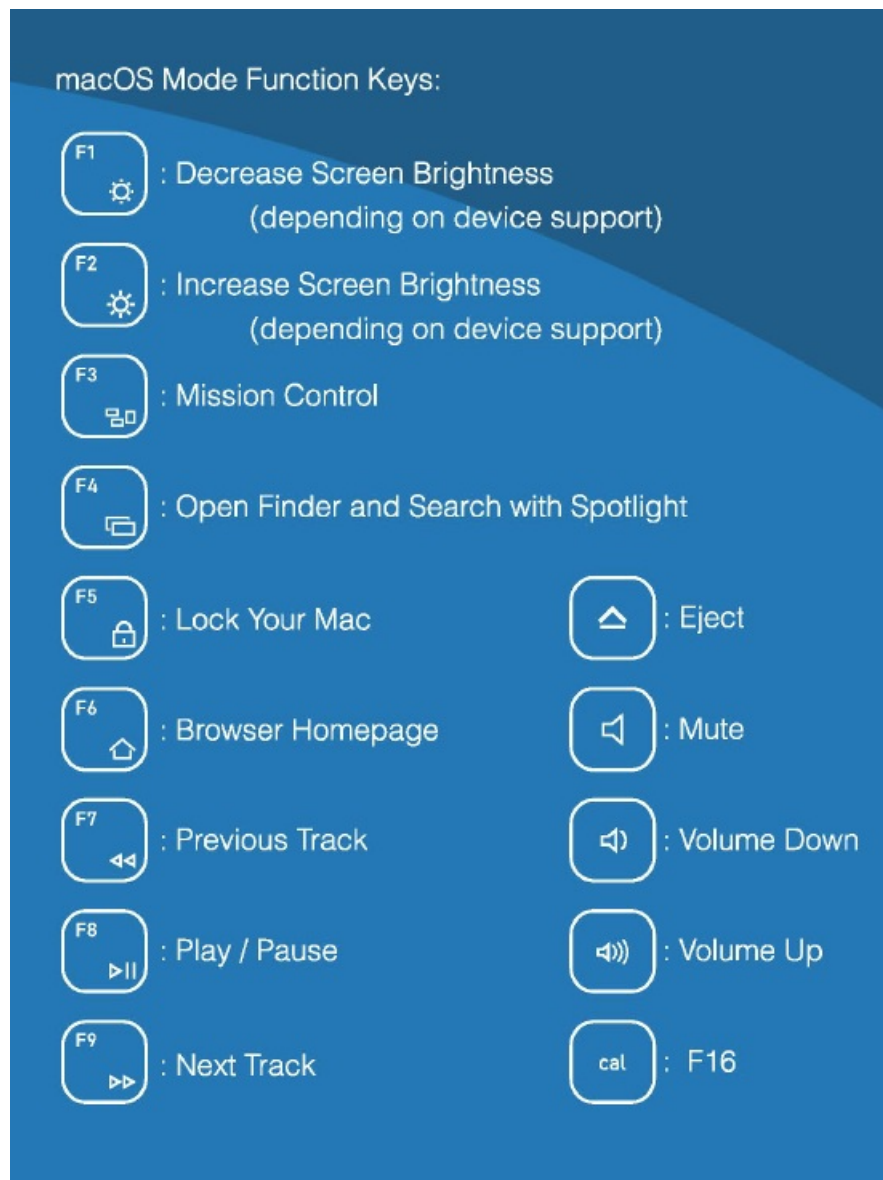 macOS Mode Function Keys:
F1 : Decrease Screen Brightness
(depending on device support)
F2 : Increase Screen Brightness
(depending on device support)
F3 : Mission Control
F4 : Open Finder and Search with Spotlight
F5 : Lock Your Mac
: Eject
F6 : Browser Homepage
: Mute
F7 : Previous Track
: Volume Down
F8 : Play / Pause
: Volume Up
F9 : Next Track
cal : F16